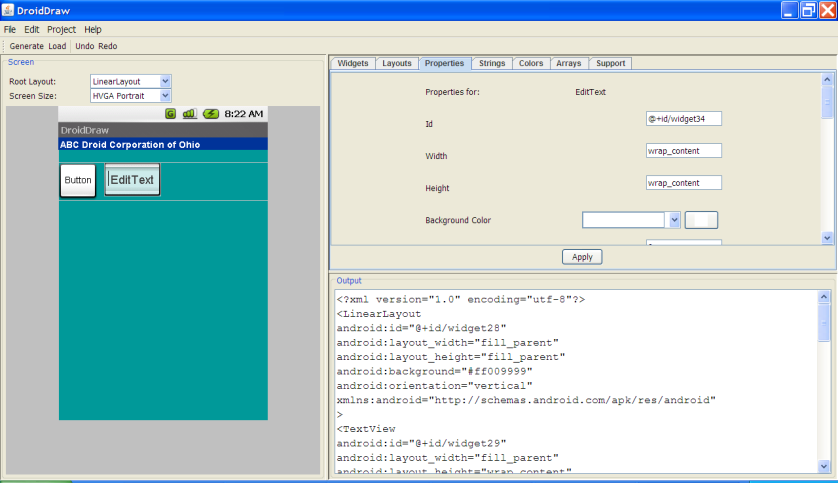 DroidDraw
File Edit Project Help
Generate Load Undo Redo
Screen
Root Layout: LinearLayout
Screen Size: HVGA Portrait
G 8:22 AM
DroidDraw
ABC Droid Corporation of Ohio
Button EditText
Widgets Layouts Properties Strings Colors Arrays Support
Properties for: EditText
Id @+id/widget34
Width wrap_content
Height wrap_content
Background Color
Apply
Output
<?xml version="1.0" encoding="utf-8"?>
<LinearLayout
android:id="@+id/widget28"
android:layout_width="fill_parent"
android:layout_height="fill_parent"
android:background="#ff009999"
android:orientation="vertical"
xmlns:android="http://schemas.android.com/apk/res/android"
>
<TextView
android:id="@+id/widget29"
android:layout_width="fill_parent"
android:layout_height="wrap_content"